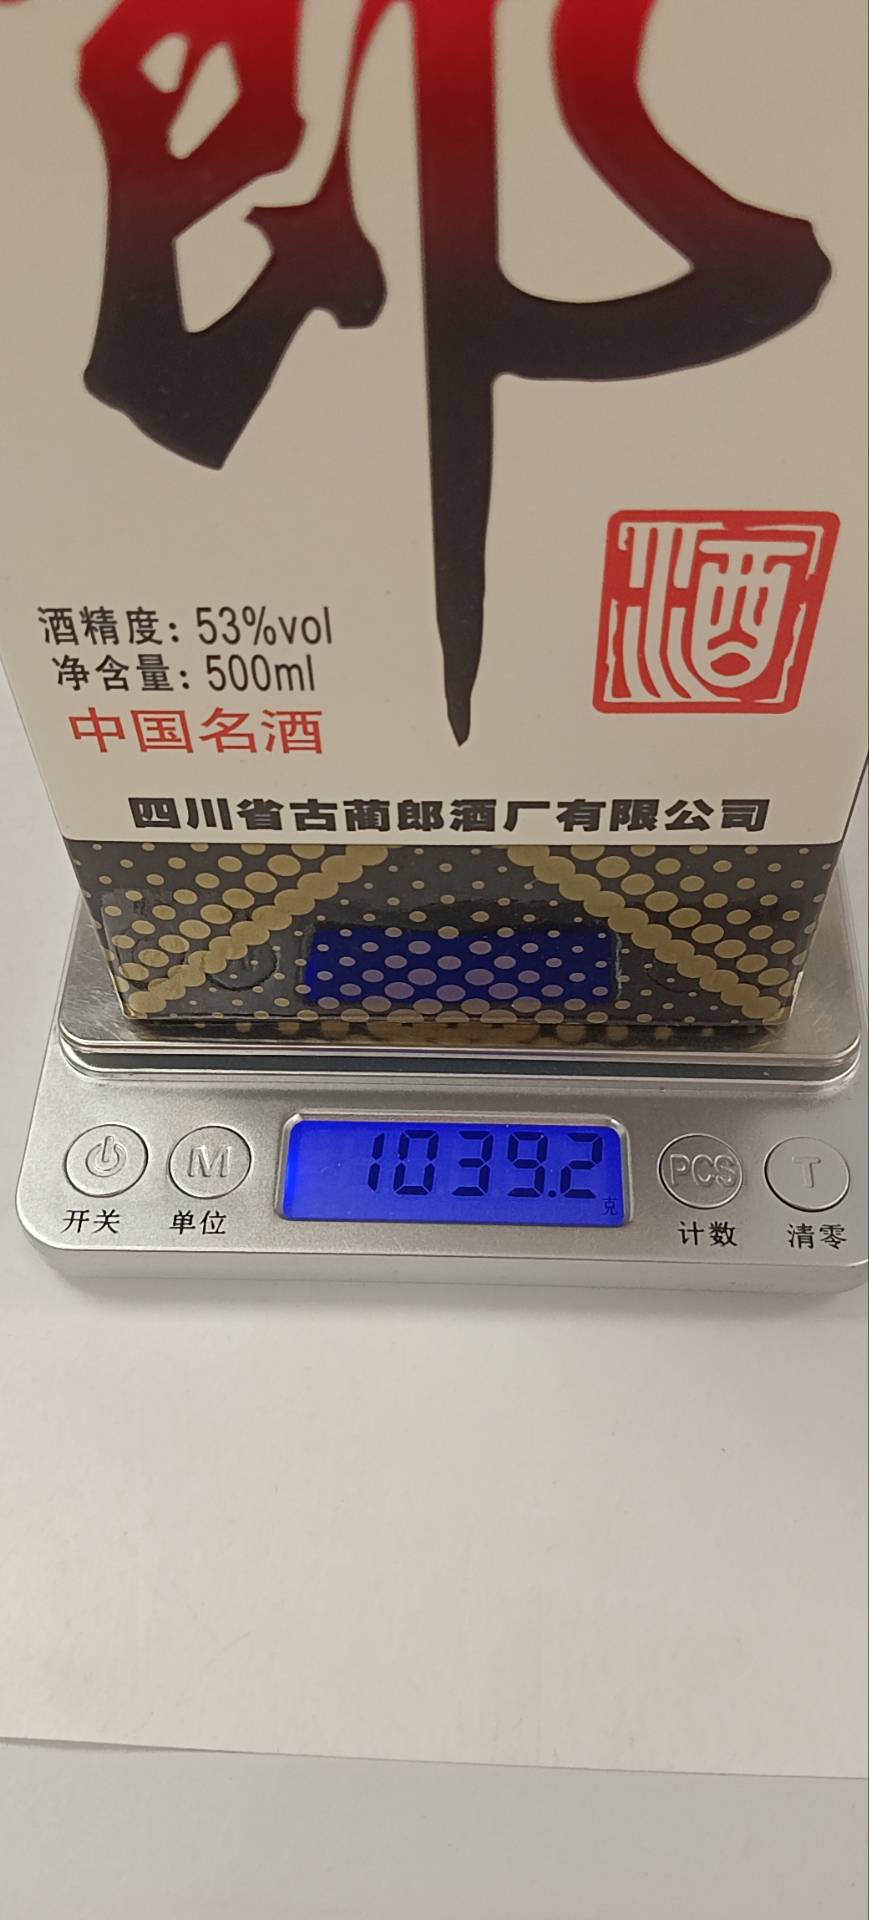 郎
酒
酒精度: 53%vol
净含量: 500ml
中国名酒
四川省古蔺郎酒厂有限公司
1039.2
克
M
PCS
T
开关
单位
计数
清零